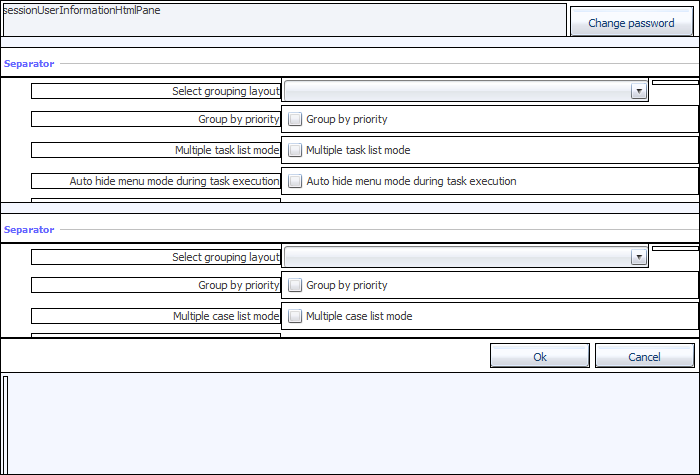 sessionUserInformationHtmlPane
Change password
Separator
Select grouping layout
Group by priority Group by priority
Multiple task list mode Multiple task list mode
Auto hide menu mode during task execution Auto hide menu mode during task execution
Separator
Select grouping layout
Group by priority Group by priority
Multiple case list mode Multiple case list mode
Ok Cancel